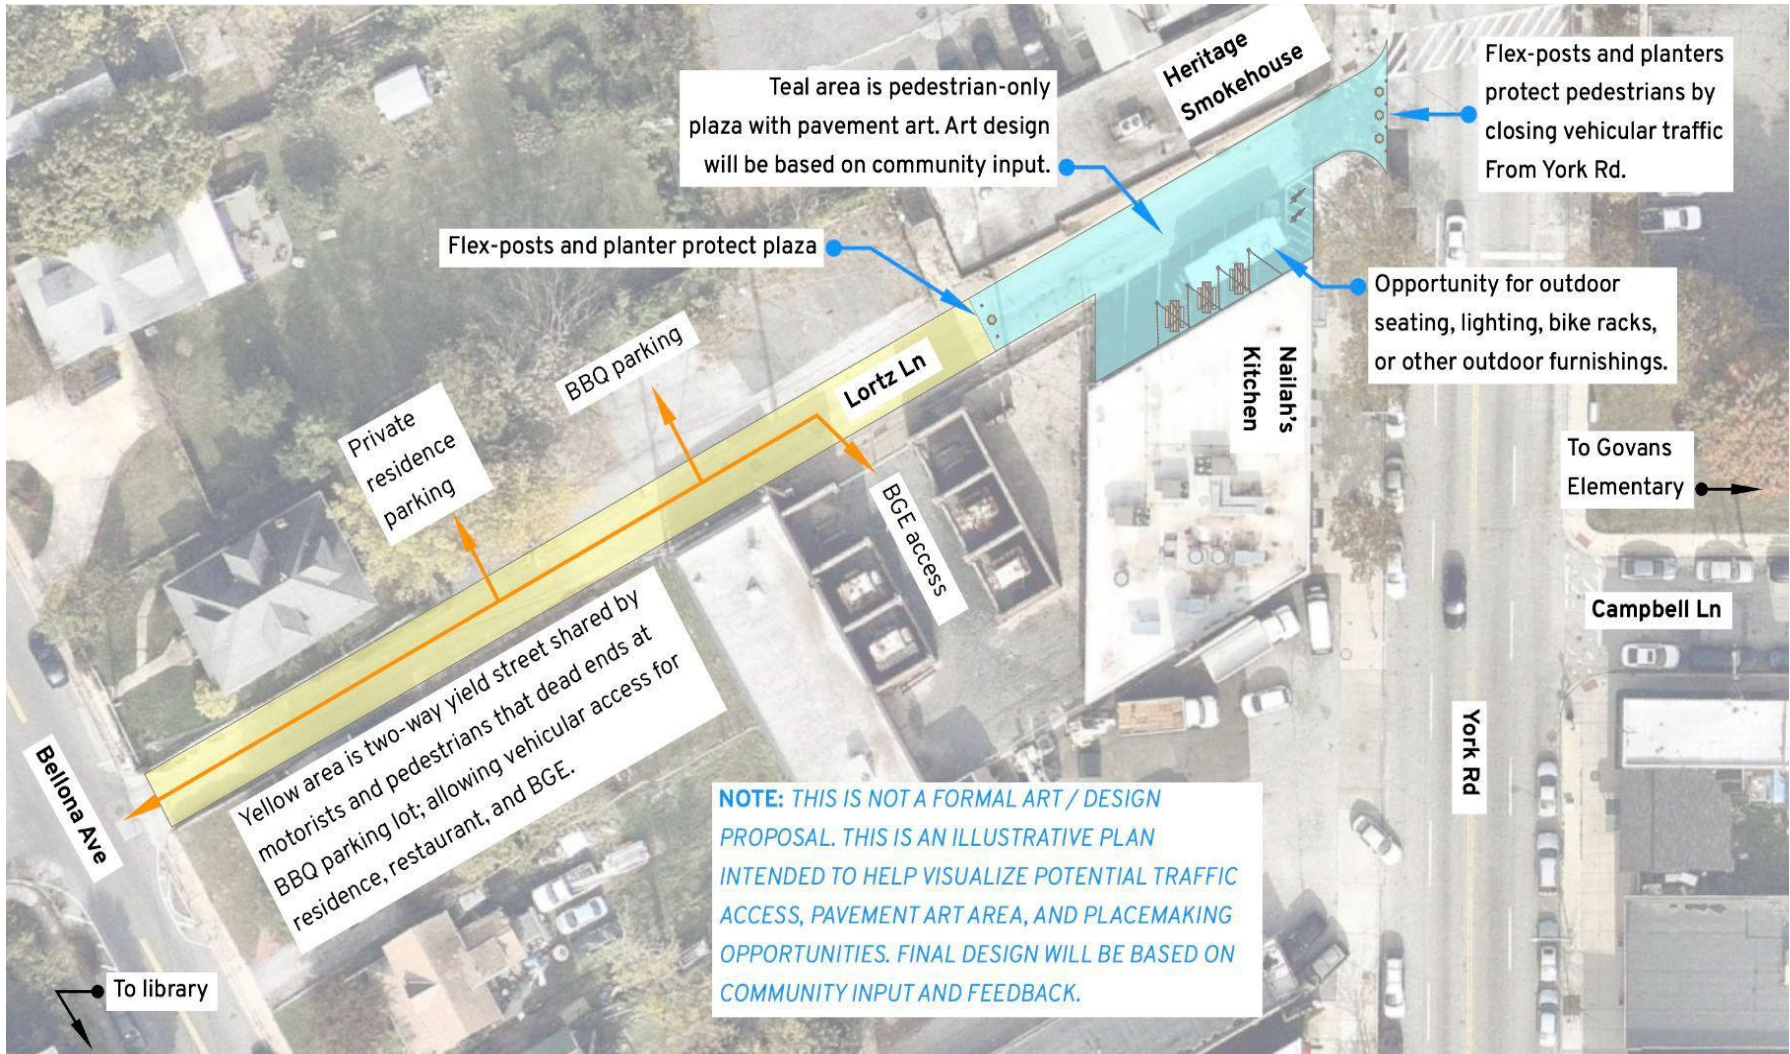 Heritage
Smokehouse
Teal area is pedestrian-only
plaza with pavement art. Art design
will be based on community input.
Flex-posts and planters
protect pedestrians by
closing vehicular traffic
From York Rd.
Flex-posts and planter protect plaza
Opportunity for outdoor
seating, lighting, bike racks,
or other outdoor furnishings.
BBQ parking
Lortz Ln
Nailah's
Kitchen
Private
residence
parking
To Govans
Elementary
BGE access
Campbell Ln
Yellow area is two-way yield street shared by
motorists and pedestrians that dead ends at
BBQ parking lot; allowing vehicular access for
residence, restaurant, and BGE.
York Rd
Bellona Ave
NOTE: THIS IS NOT A FORMAL ART / DESIGN
PROPOSAL. THIS IS AN ILLUSTRATIVE PLAN
INTENDED TO HELP VISUALIZE POTENTIAL TRAFFIC
ACCESS, PAVEMENT ART AREA, AND PLACEMAKING
OPPORTUNITIES. FINAL DESIGN WILL BE BASED ON
COMMUNITY INPUT AND FEEDBACK.
To library